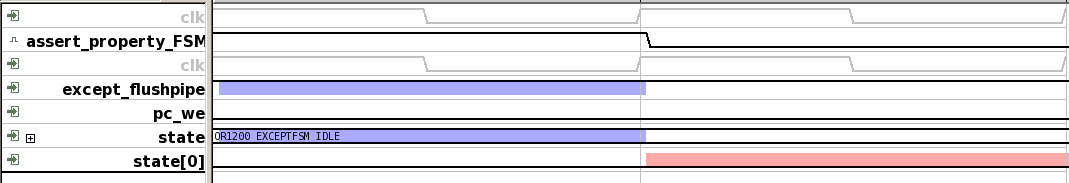 clk
assert_property_FSM
clk
except_flushpipe
pc_we
state OR1200_EXCEPTFSM_IDLE
state[0]